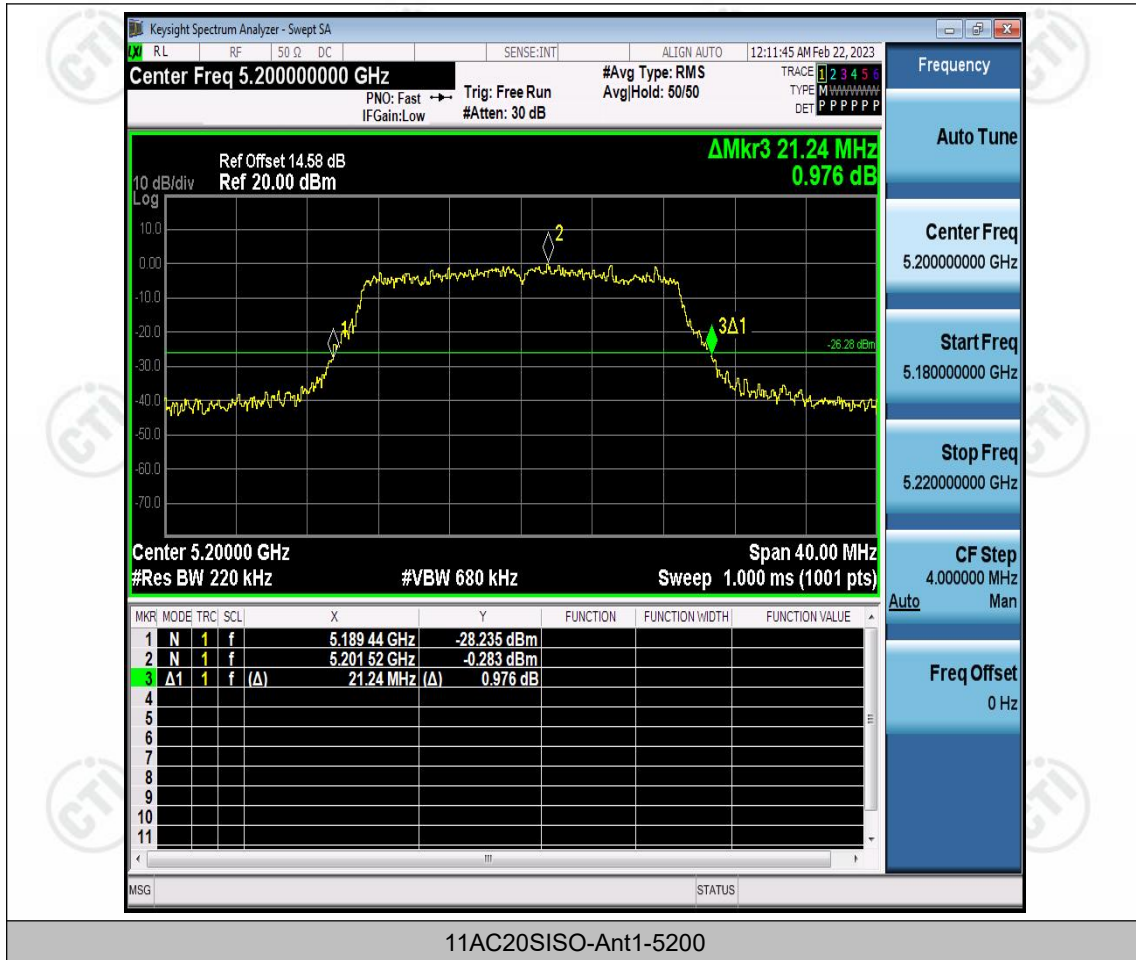 Keysight Spectrum Analyzer - Swept SA
LXI RL RF 50 Ω DC SENSE:INT ALIGN AUTO 12:11:45 AM Feb 22, 2023
Center Freq 5.200000000 GHz #Avg Type: RMS TRACE 1 2 3 4 5 6
PNO: Fast Trig: Free Run Avg|Hold: 50/50 TYPE M WWWWW
IFGain:Low #Atten: 30 dB DET P P P P P P
Frequency
Auto Tune
Center Freq
5.200000000 GHz
Start Freq
5.180000000 GHz
Stop Freq
5.220000000 GHz
CF Step
4.000000 MHz
Auto Man
Freq Offset
0 Hz
ΔMkr3 21.24 MHz
0.976 dB
Ref Offset 14.58 dB
10 dB/div Ref 20.00 dBm
Log
10.0
0.00
-10.0
-20.0
-30.0
-40.0
-50.0
-60.0
-70.0
1
2
3Δ1
-26.28 dBm
Center 5.20000 GHz Span 40.00 MHz
#Res BW 220 kHz #VBW 680 kHz Sweep 1.000 ms (1001 pts)
MKR MODE TRC SCL X Y FUNCTION FUNCTION WIDTH FUNCTION VALUE
1 N 1 f 5.189 44 GHz -28.235 dBm
2 N 1 f 5.201 52 GHz -0.283 dBm
3 Δ1 1 f (Δ) 21.24 MHz (Δ) 0.976 dB
4
5
6
7
8
9
10
11
MSG STATUS
11AC20SISO-Ant1-5200
CTI
CTI
CTI
CTI
CTI
CTI